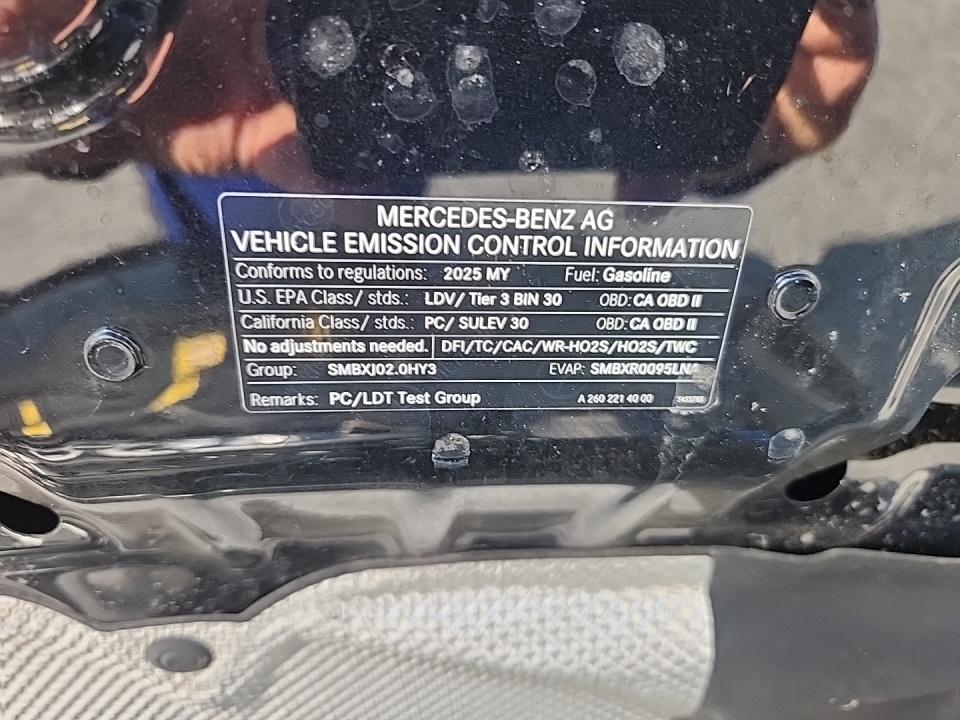 MERCEDES-BENZ AG
VEHICLE EMISSION CONTROL INFORMATION
Conforms to regulations: 2025 MY Fuel: Gasoline
U.S. EPA Class/ stds.: LDV/ Tier 3 BIN 30 OBD: CA OBD II
California Class/ stds.: PC/ SULEV 30 OBD: CA OBD II
No adjustments needed. DFI/TC/CAC/WR-HO2S/HO2S/TWC
Group: SMBXJ02.0HY3 EVAP:
Remarks: PC/LDT Test Group A 260 221 40 00